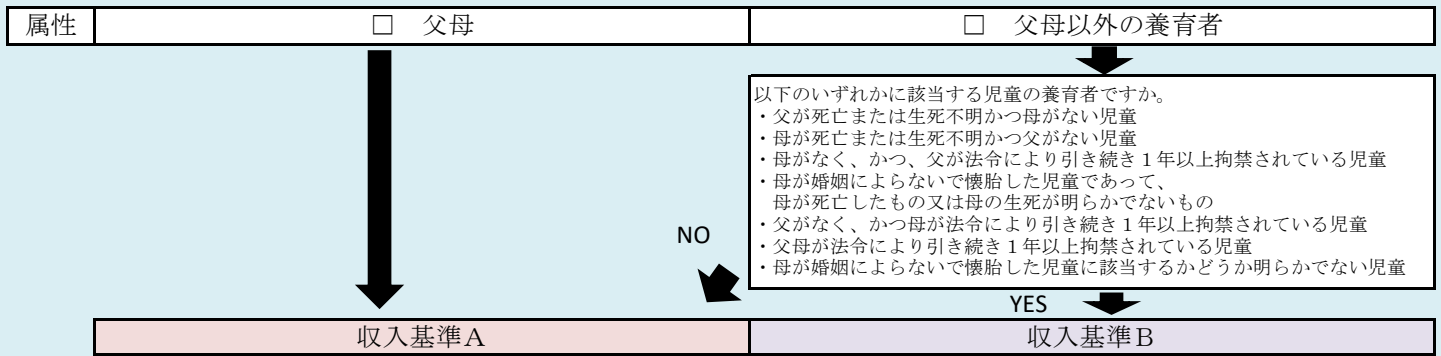 属性
□ 父母
□ 父母以外の養育者
以下のいずれかに該当する児童の養育者ですか。
・父が死亡または生死不明かつ母がない児童
・母が死亡または生死不明かつ父がない児童
・母がなく、かつ、父が法令により引き続き１年以上拘禁されている児童
・母が婚姻によらないで懐胎した児童であって、
母が死亡したもの又は母の生死が明らかでないもの
・父がなく、かつ母が法令により引き続き１年以上拘禁されている児童
・父母が法令により引き続き１年以上拘禁されている児童
・母が婚姻によらないで懐胎した児童に該当するかどうか明らかでない児童
NO
YES
収入基準Ａ
収入基準Ｂ